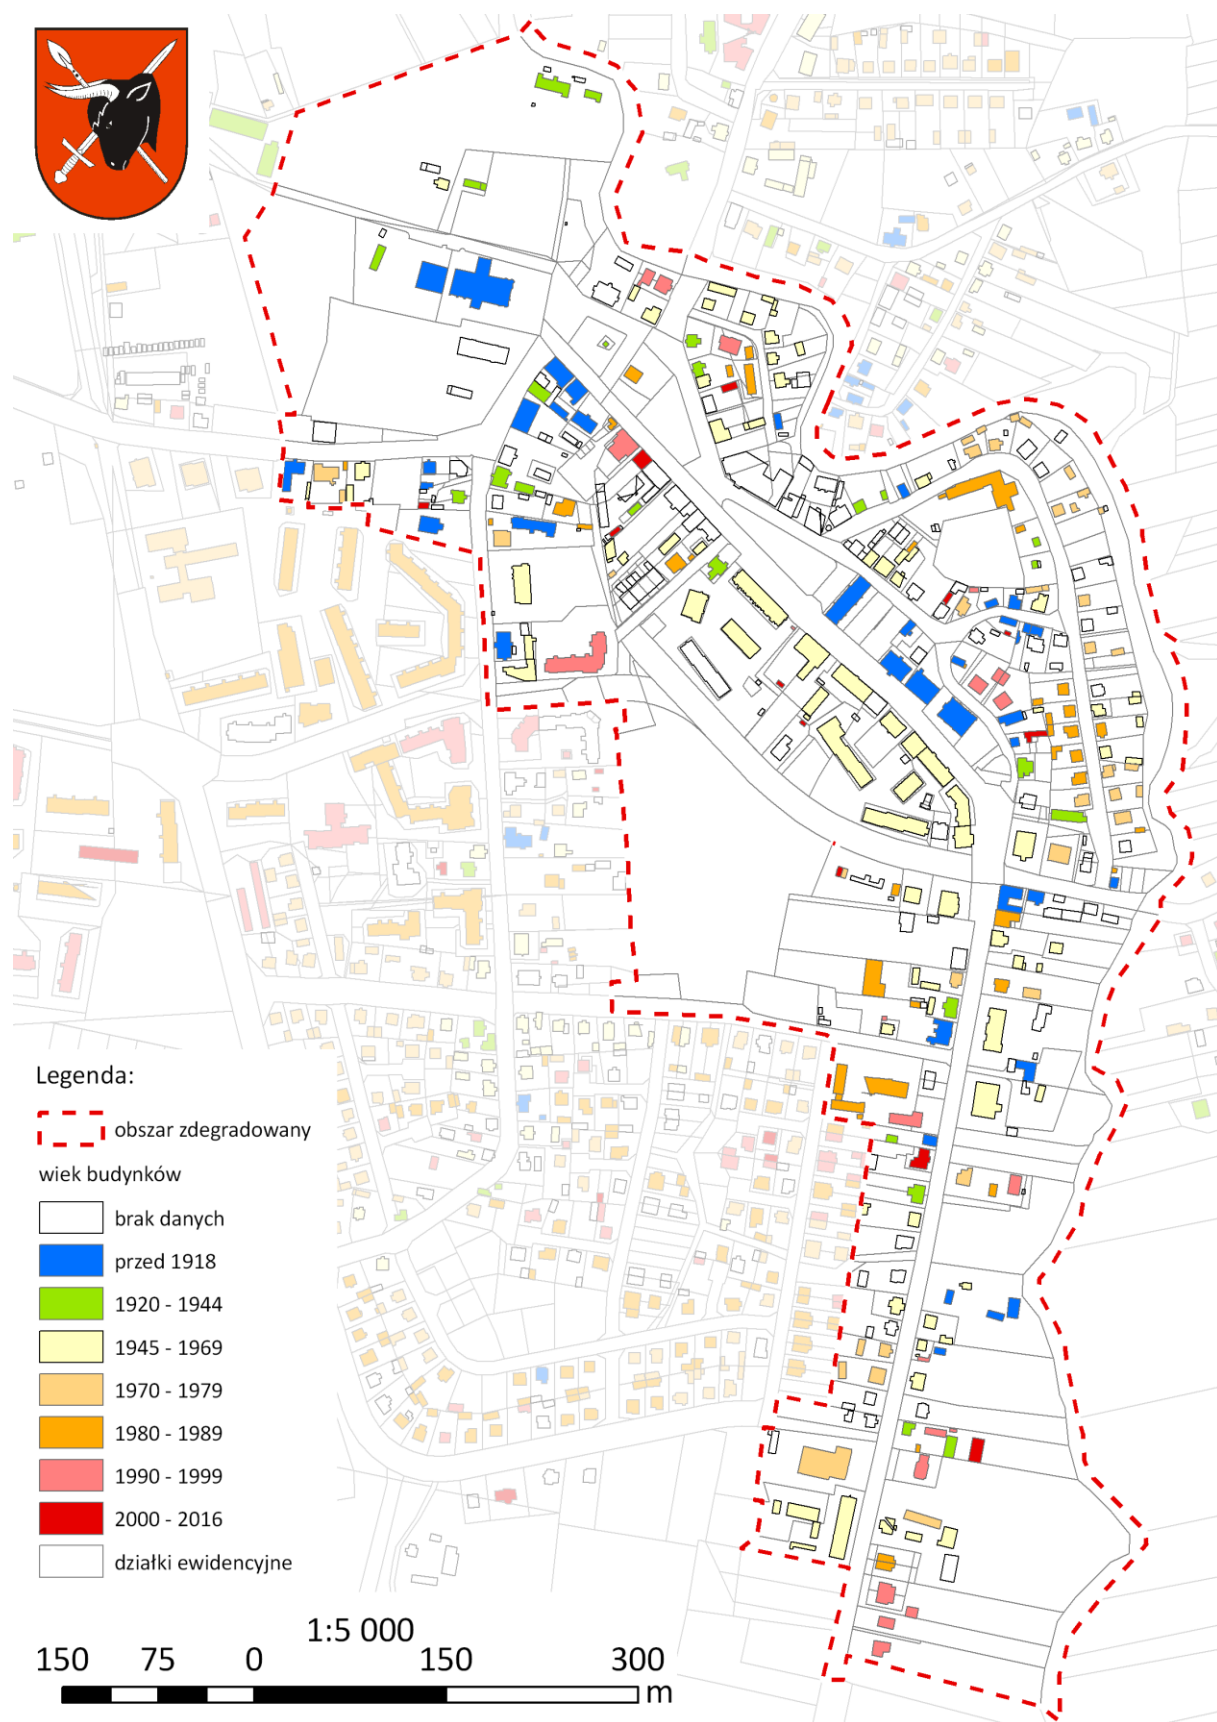 Legenda:
obszar zdegradowany
wiek budynków
brak danych
przed 1918
1920 - 1944
1945 - 1969
1970 - 1979
1980 - 1989
1990 - 1999
2000 - 2016
działki ewidencyjne
1:5 000
150 75 0 150 300
m